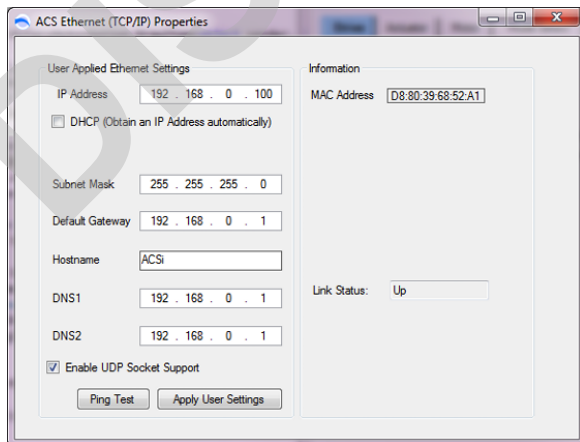 ACS Ethernet (TCP/IP) Properties
User Applied Ethernet Settings
IP Address 192 . 168 . 0 . 100
DHCP (Obtain an IP Address automatically)
Subnet Mask 255 . 255 . 255 . 0
Default Gateway 192 . 168 . 0 . 1
Hostname ACSi
DNS1 192 . 168 . 0 . 1
DNS2 192 . 168 . 0 . 1
Enable UDP Socket Support
Ping Test Apply User Settings
Information
MAC Address D8:80:39:68:52:A1
Link Status: Up